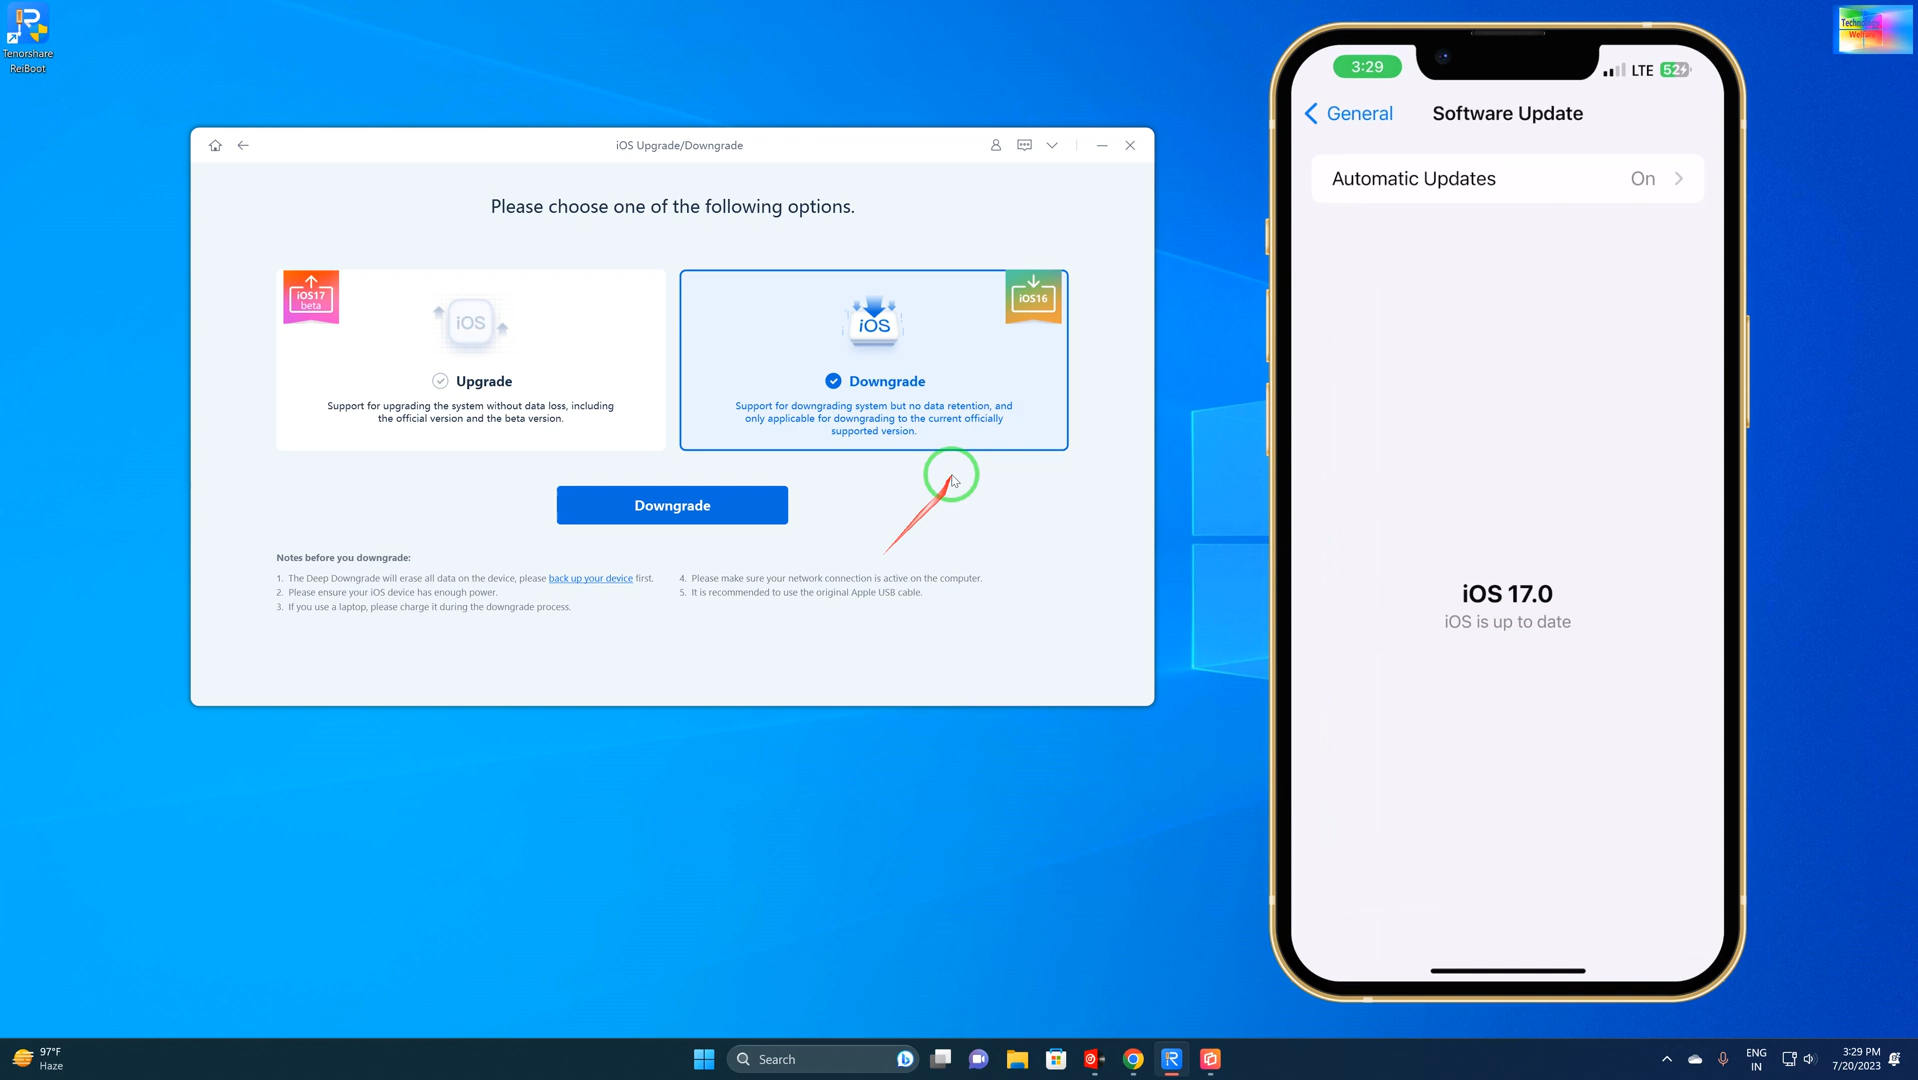 Tenorshare
ReiBoot
Technology
Welfare
iOS Upgrade/Downgrade
Please choose one of the following options.
iOS17
beta
iOS
Upgrade
Support for upgrading the system without data loss, including
the official version and the beta version.
iOS16
iOS
Downgrade
Support for downgrading system but no data retention, and
only applicable for downgrading to the current officially
supported version.
Downgrade
Notes before you downgrade:
1. The Deep Downgrade will erase all data on the device, please back up your device first.
2. Please ensure your iOS device has enough power.
3. If you use a laptop, please charge it during the downgrade process.
4. Please make sure your network connection is active on the computer.
5. It is recommended to use the original Apple USB cable.
3:29
LTE 52
General
Software Update
Automatic Updates On
iOS 17.0
iOS is up to date
97°F
Haze
Search
ENG
IN
3:29 PM
7/20/2023